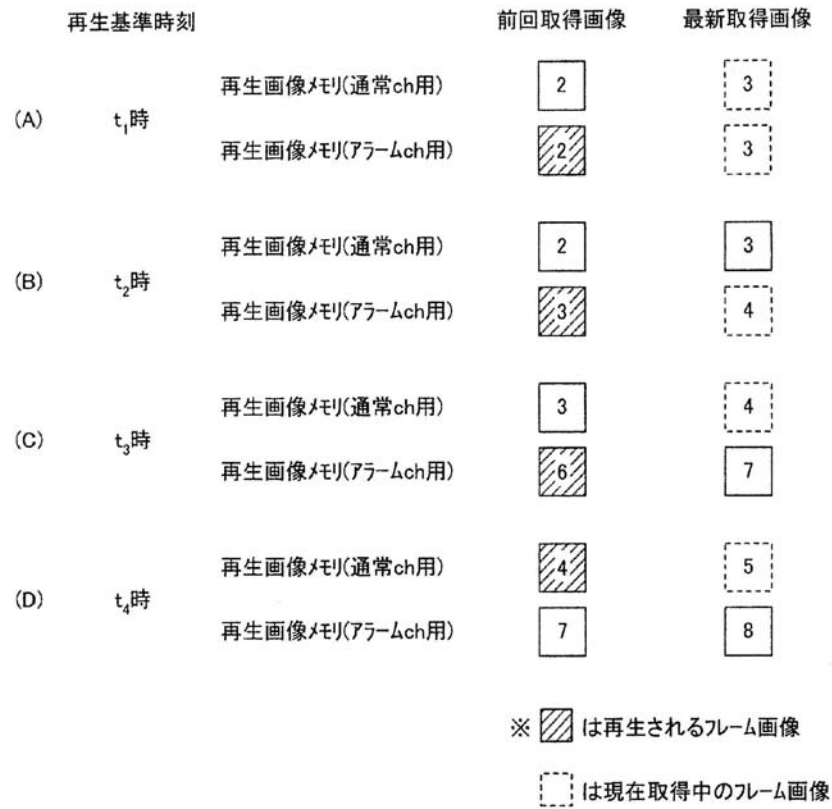 再生基準時刻 前回取得画像 最新取得画像
再生画像メモリ(通常ch用) 2 3
(A) t₁時
再生画像メモリ(アラームch用) 2 3
再生画像メモリ(通常ch用) 2 3
(B) t₂時
再生画像メモリ(アラームch用) 3 4
再生画像メモリ(通常ch用) 3 4
(C) t₃時
再生画像メモリ(アラームch用) 6 7
再生画像メモリ(通常ch用) 4 5
(D) t₄時
再生画像メモリ(アラームch用) 7 8
※ は再生されるフレーム画像
は現在取得中のフレーム画像